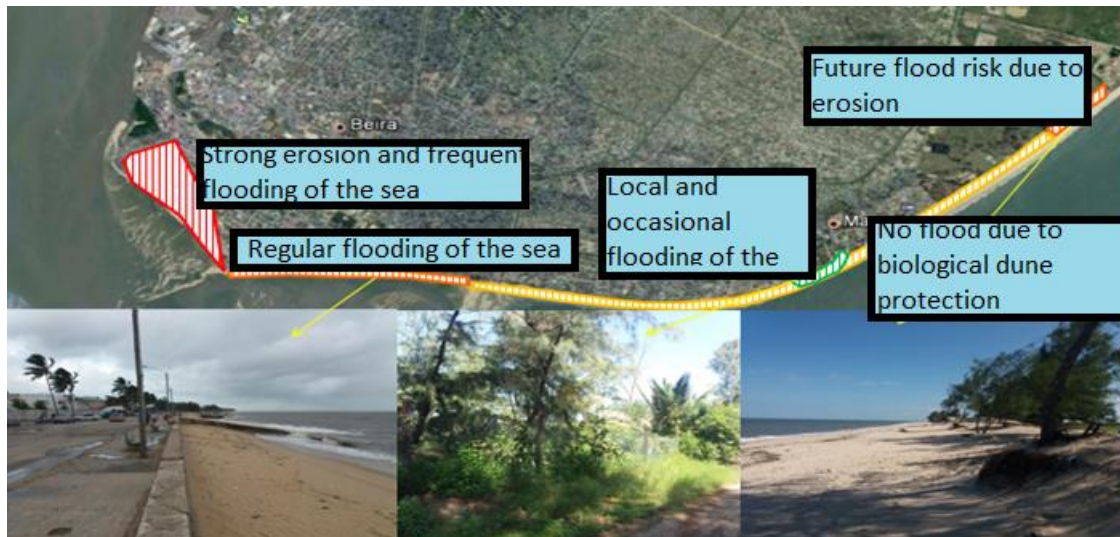 Future flood risk due to
erosion
Beira
Strong erosion and frequent
flooding of the sea
Local and
occasional
flooding of the
Ma
No flood due to
biological dune
protection
Regular flooding of the sea